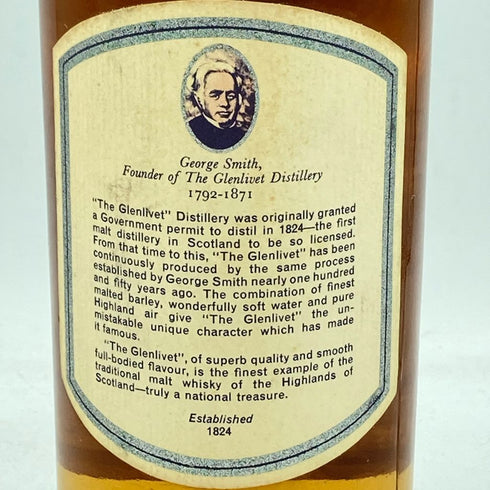 George Smith,
Founder of The Glenlivet Distillery
1792-1871
"The Glenlivet" Distillery was originally granted
a Government permit to distil in 1824—the first
malt distillery in Scotland to be so licensed.
From that time to this, "The Glenlivet" has been
continuously produced by the same process
established by George Smith nearly one hundred
and fifty years ago. The combination of finest
malted barley, wonderfully soft water and pure
Highland air give "The Glenlivet" the un-
mistakable unique character which has made
it famous.
"The Glenlivet", of superb quality and smooth
full-bodied flavour, is the finest example of the
traditional malt whisky of the Highlands of
Scotland—truly a national treasure.
Established
1824